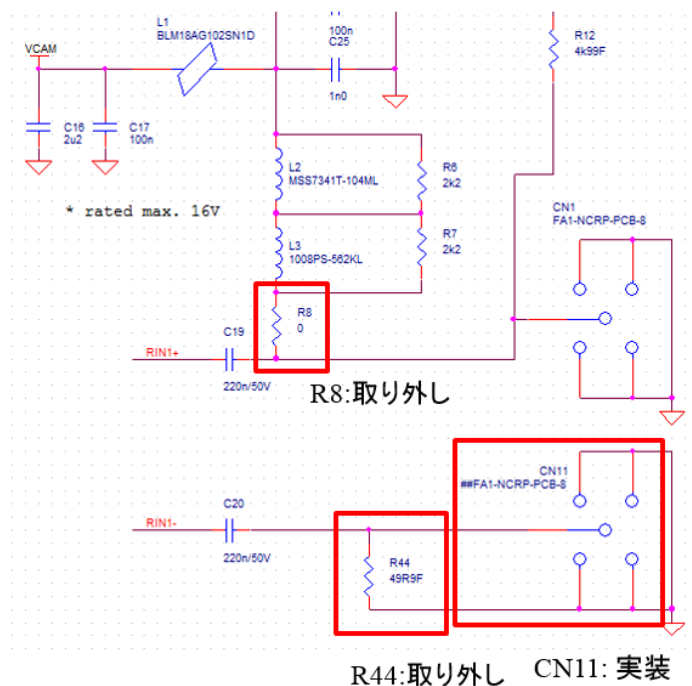 L1
BLM18AG102SN1D
VCAM
100n
C25
1n0
R12
4k99F
C16
2u2
C17
100n
L2
MSS7341T-104ML
R6
2k2
* rated max. 16V
L3
1008PS-562KL
R7
2k2
CN1
FA1-NCRP-PCB-8
R8
0
C19
RIN1+
220n/50V
R8:取り外し
CN11
##FA1-NCRP-PCB-8
C20
RIN1-
220n/50V
R44
49R9F
R44:取り外し
CN11: 実装